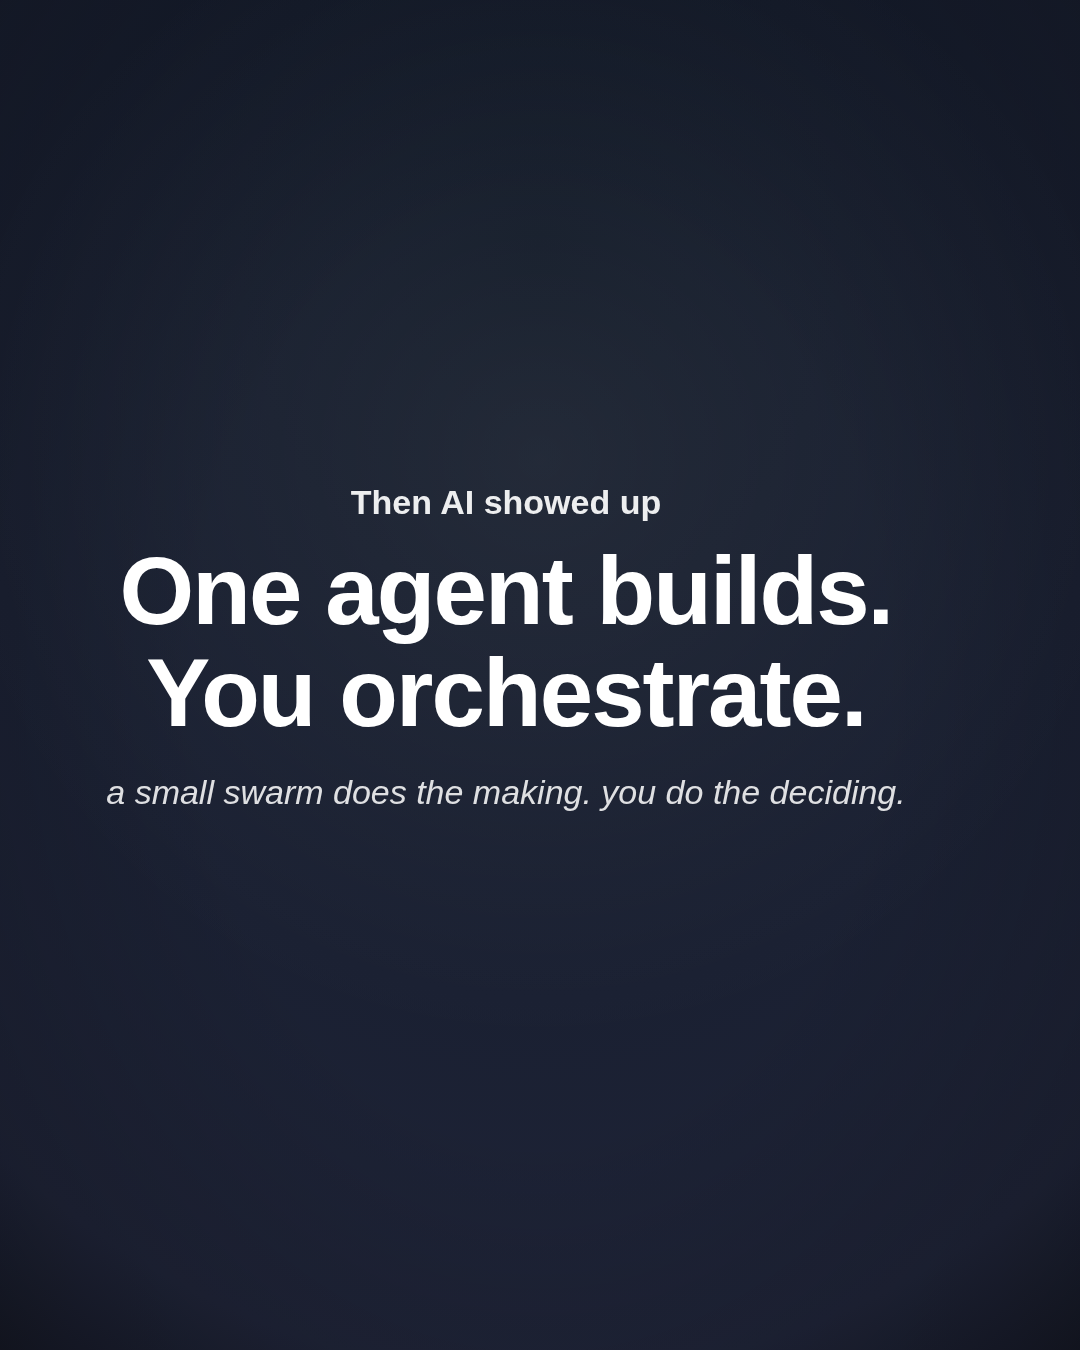 Then AI showed up
One agent builds.
You orchestrate.
a small swarm does the making. you do the deciding.